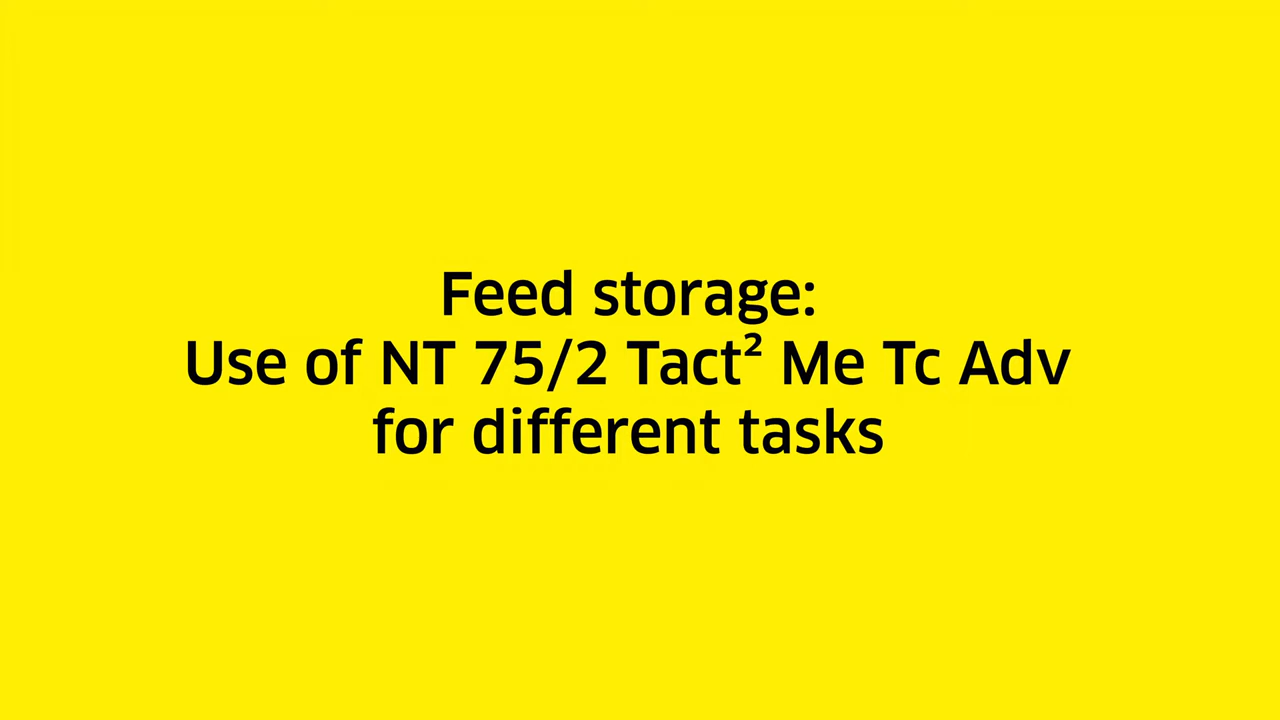 Feed storage:
Use of NT 75/2 Tact² Me Tc Adv
for different tasks